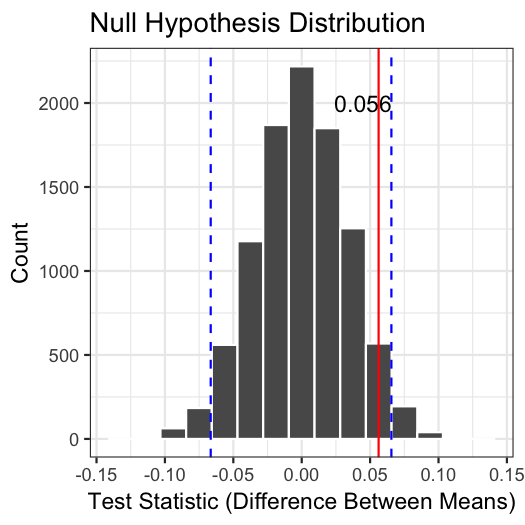 Null Hypothesis Distribution
0.056
2000
1500
1000
500
0
Count
-0.15 -0.10 -0.05 0.00 0.05 0.10 0.15
Test Statistic (Difference Between Means)